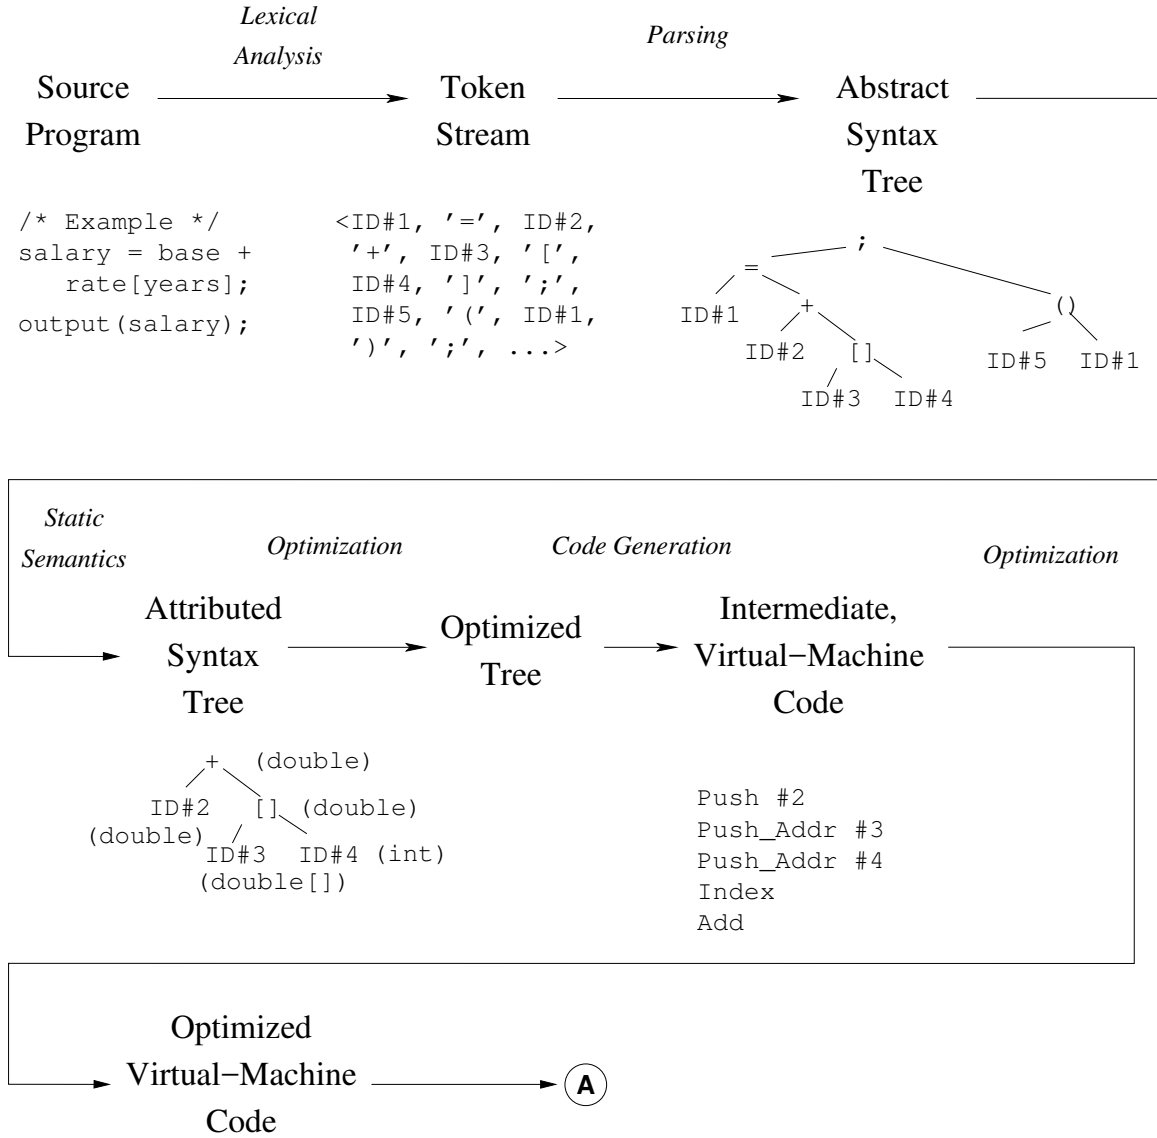 Lexical
Analysis
Parsing
Source
Program
Token
Stream
Abstract
Syntax
Tree
/* Example */
salary = base +
rate[years];
output(salary);
<ID#1, '=', ID#2,
'+', ID#3, '[',
ID#4, ']', ';',
ID#5, '(', ID#1,
')', ';', ...>
;
=
()
ID#1
+
ID#2
[]
ID#5 ID#1
ID#3 ID#4
Static
Semantics
Optimization
Code Generation
Optimization
Attributed
Syntax
Tree
Optimized
Tree
Intermediate,
Virtual−Machine
Code
+ (double)
ID#2 [] (double)
(double)
ID#3 ID#4 (int)
(double[])
Push #2
Push_Addr #3
Push_Addr #4
Index
Add
Optimized
Virtual−Machine
Code
A